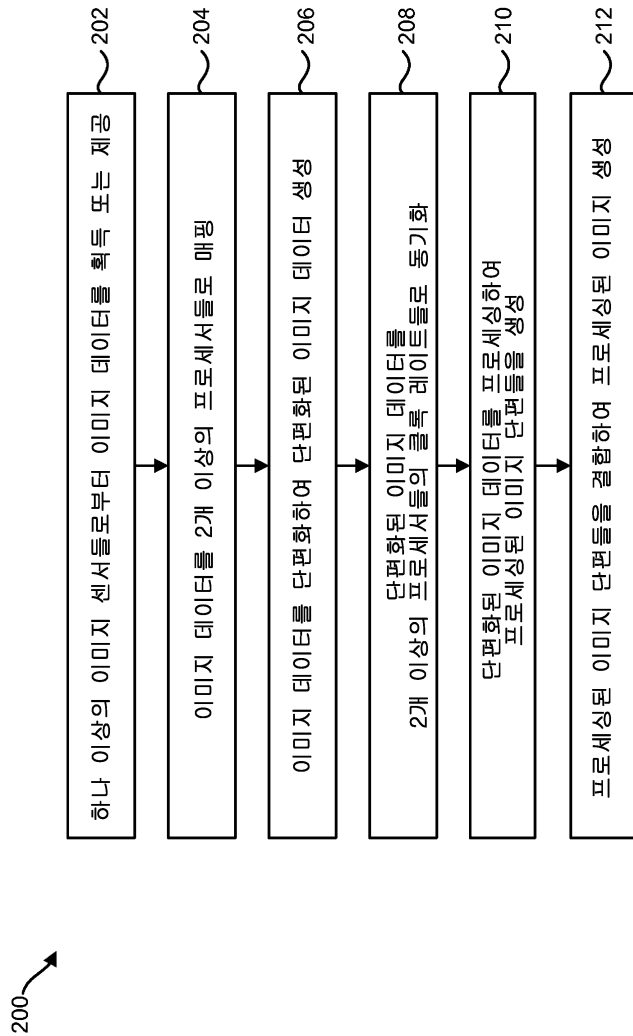 200
하나 이상의 이미지 센서들로부터 이미지 데이터를 획득 또는 제공
202
이미지 데이터를 2개 이상의 프로세서들로 매핑
204
이미지 데이터를 단편화하여 단편화된 이미지 데이터 생성
206
단편화된 이미지 데이터를
2개 이상의 프로세서들의 클록 레이트들로 동기화
208
단편화된 이미지 데이터를 프로세싱하여
프로세싱된 이미지 단편들을 생성
210
프로세싱된 이미지 단편들을 결합하여 프로세싱된 이미지 생성
212